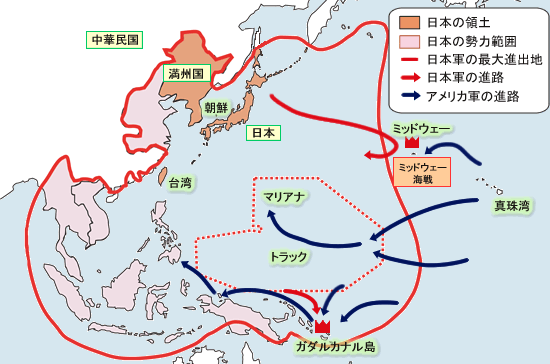 日本の領土
日本の勢力範囲
日本軍の最大進出地
日本軍の進路
アメリカ軍の進路
中華民国
満州国
朝鮮
日本
台湾
ミッドウェー
ミッドウェー
海戦
真珠湾
マリアナ
トラック
ガダルカナル島